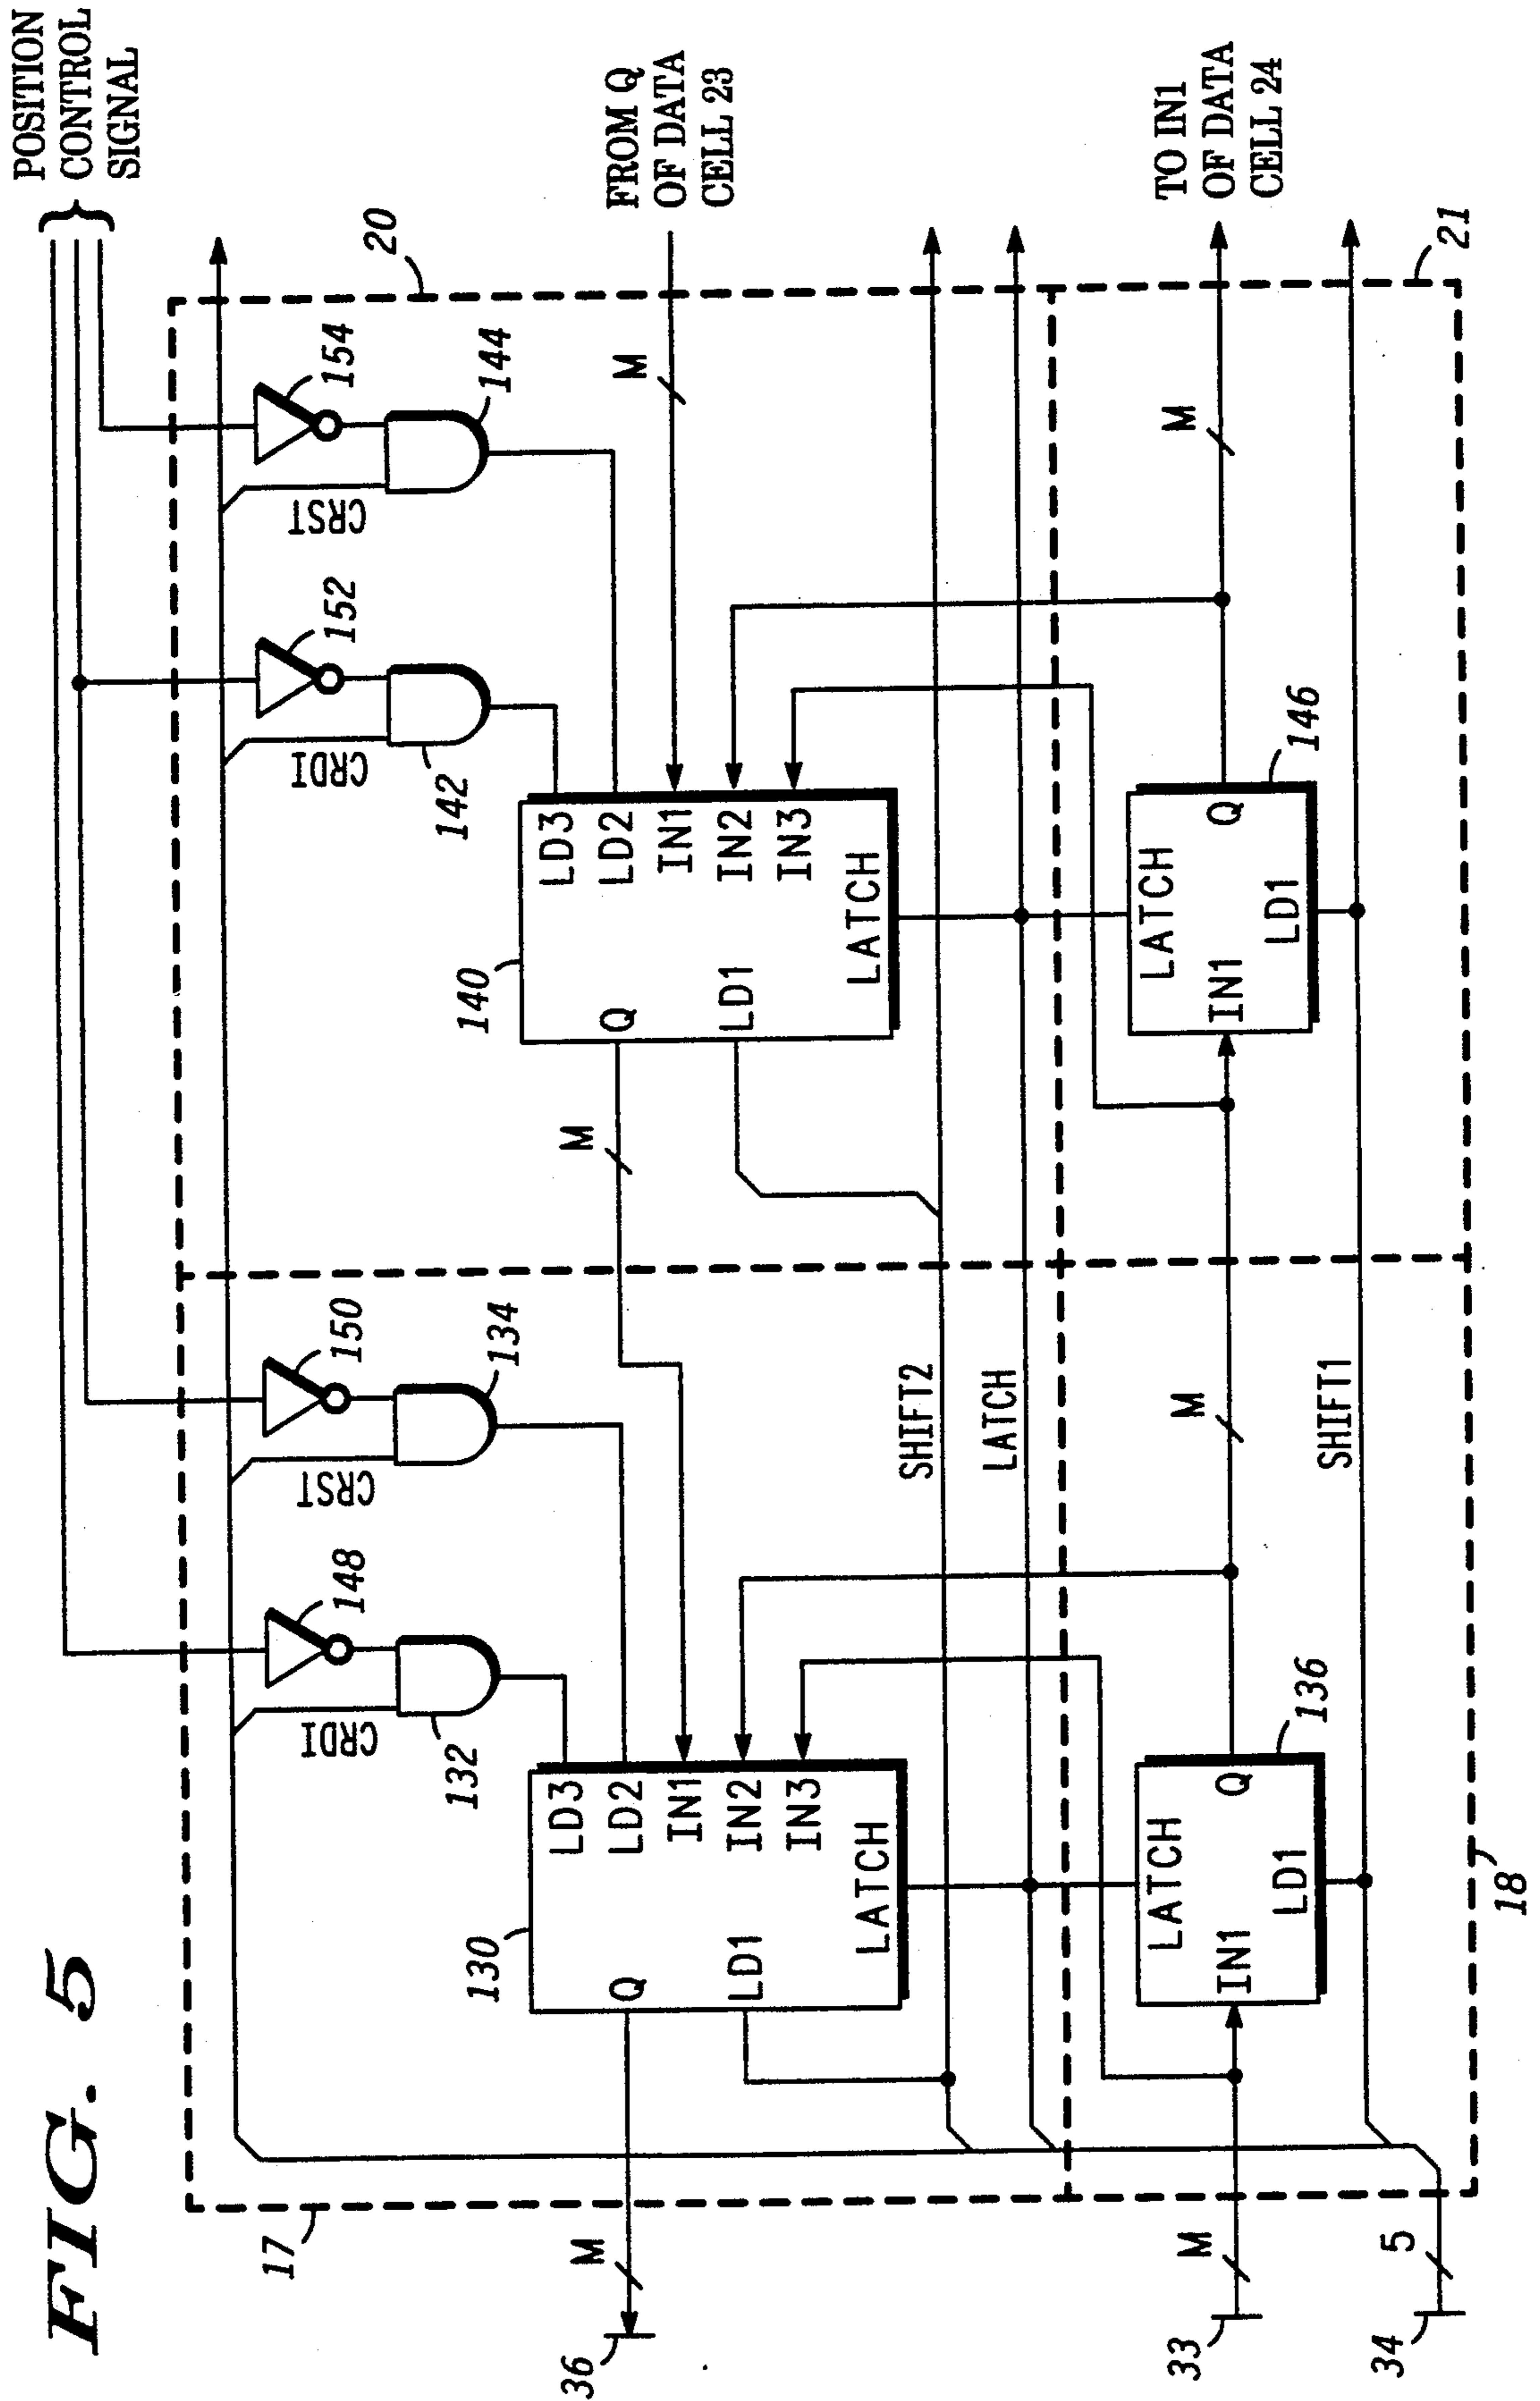 FIG. 5
POSITION
CONTROL
SIGNAL
17
20
148
150
152
154
CRDI
CRST
CRDI
CRST
132
134
142
144
130
LD3
LD2
IN1
IN2
IN3
Q
LD1
LATCH
140
LD3
LD2
IN1
IN2
IN3
Q
LD1
LATCH
36
M
M
M
FROM Q
OF DATA
CELL 23
SHIFT2
LATCH
136
LATCH
IN1
Q
LD1
146
LATCH
IN1
Q
LD1
33
M
M
M
TO IN1
OF DATA
CELL 24
SHIFT1
34
5
18
21